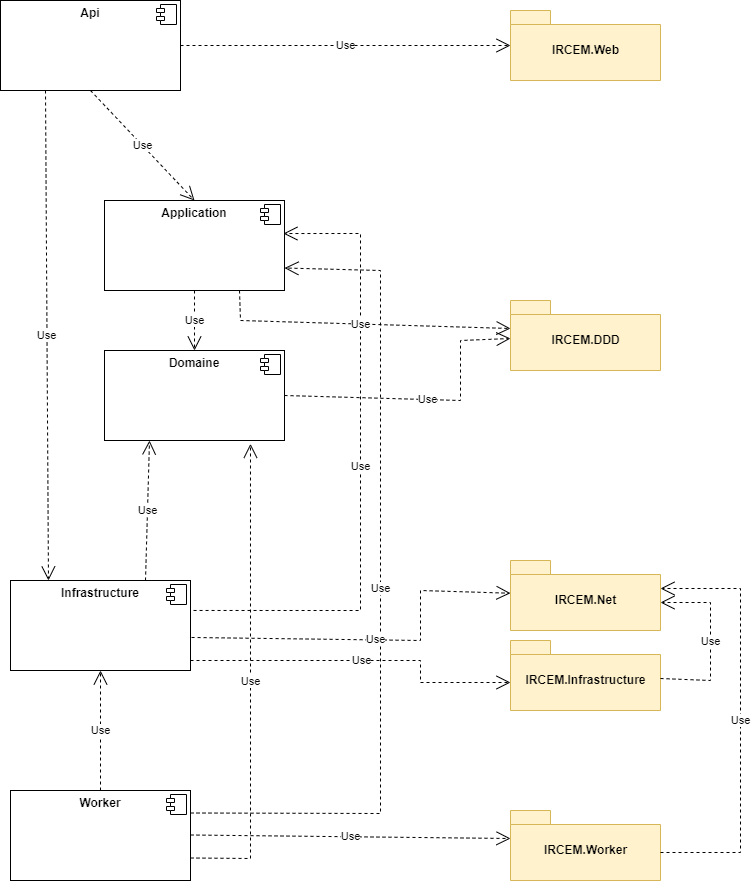 Api
Use
IRCEM.Web
Use
Application
Use
Use
IRCEM.DDD
Use
Domaine
Use
Use
Use
Infrastructure
Use
IRCEM.Net
Use
Use
Use
IRCEM.Infrastructure
Use
Use
Use
Worker
Use
IRCEM.Worker